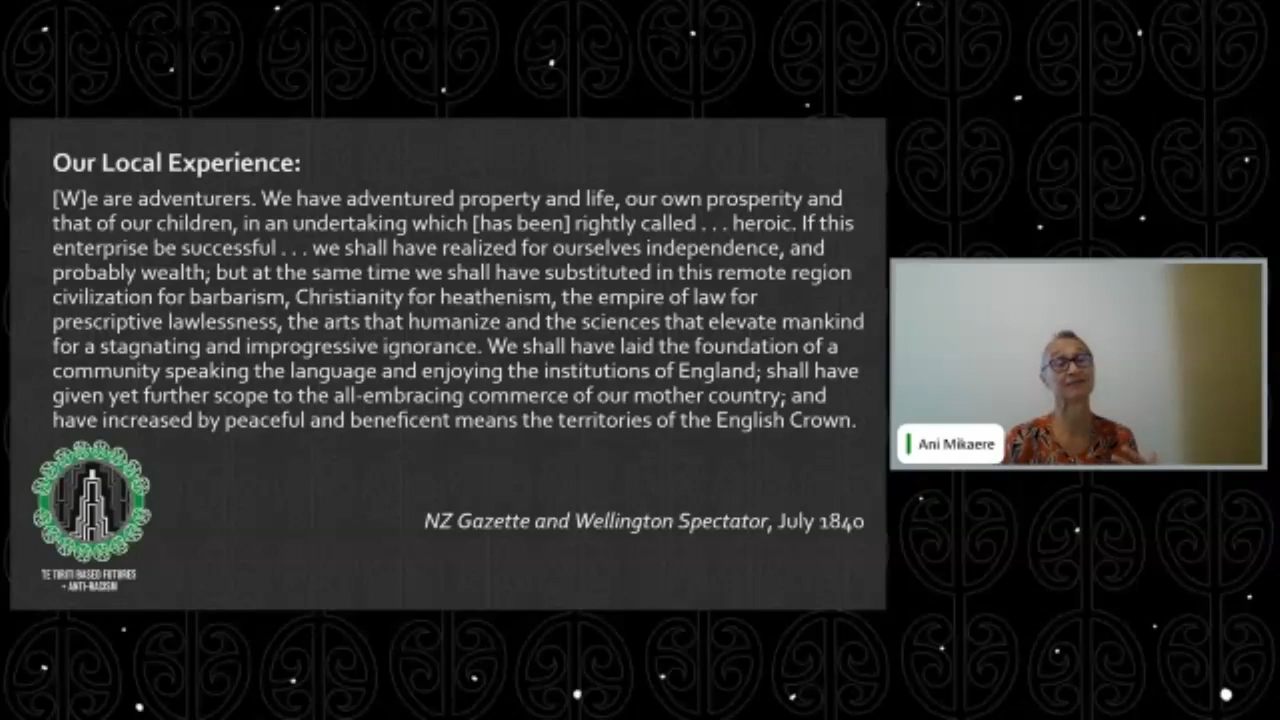 Our Local Experience:
[W]e are adventurers. We have adventured property and life, our own prosperity and
that of our children, in an undertaking which [has been] rightly called . . . heroic. If this
enterprise be successful . . . we shall have realized for ourselves independence, and
probably wealth; but at the same time we shall have substituted in this remote region
civilization for barbarism, Christianity for heathenism, the empire of law for
prescriptive lawlessness, the arts that humanize and the sciences that elevate mankind
for a stagnating and improgressive ignorance. We shall have laid the foundation of a
community speaking the language and enjoying the institutions of England; shall have
given yet further scope to the all-embracing commerce of our mother country; and
have increased by peaceful and beneficent means the territories of the English Crown.
NZ Gazette and Wellington Spectator, July 1840
TE TIRITI BASED FUTURES
+ ANTI-RACISM
Ani Mikaere